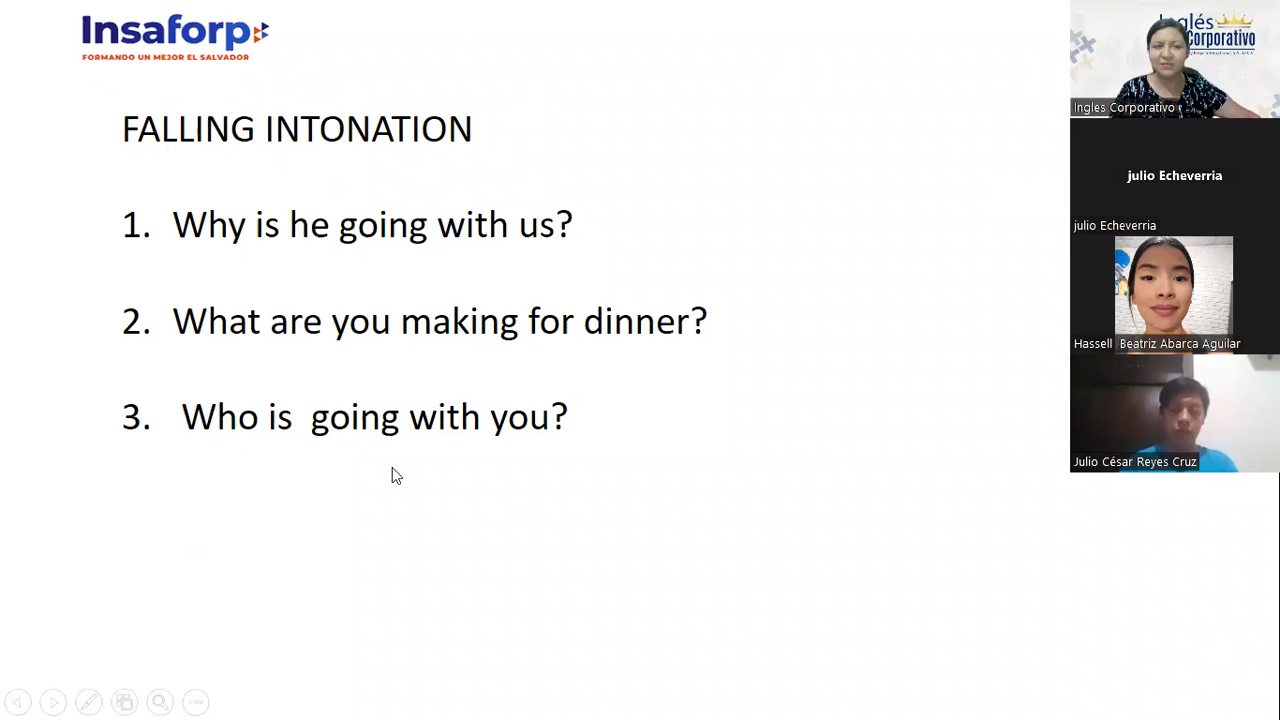 Insaforp
FORMANDO UN MEJOR EL SALVADOR
FALLING INTONATION
1. Why is he going with us?
2. What are you making for dinner?
3. Who is going with you?
Inglés
Corporativo
Ingles Corporativo
julio Echeverria
julio Echeverria
Hassell Beatriz Abarca Aguilar
Julio César Reyes Cruz